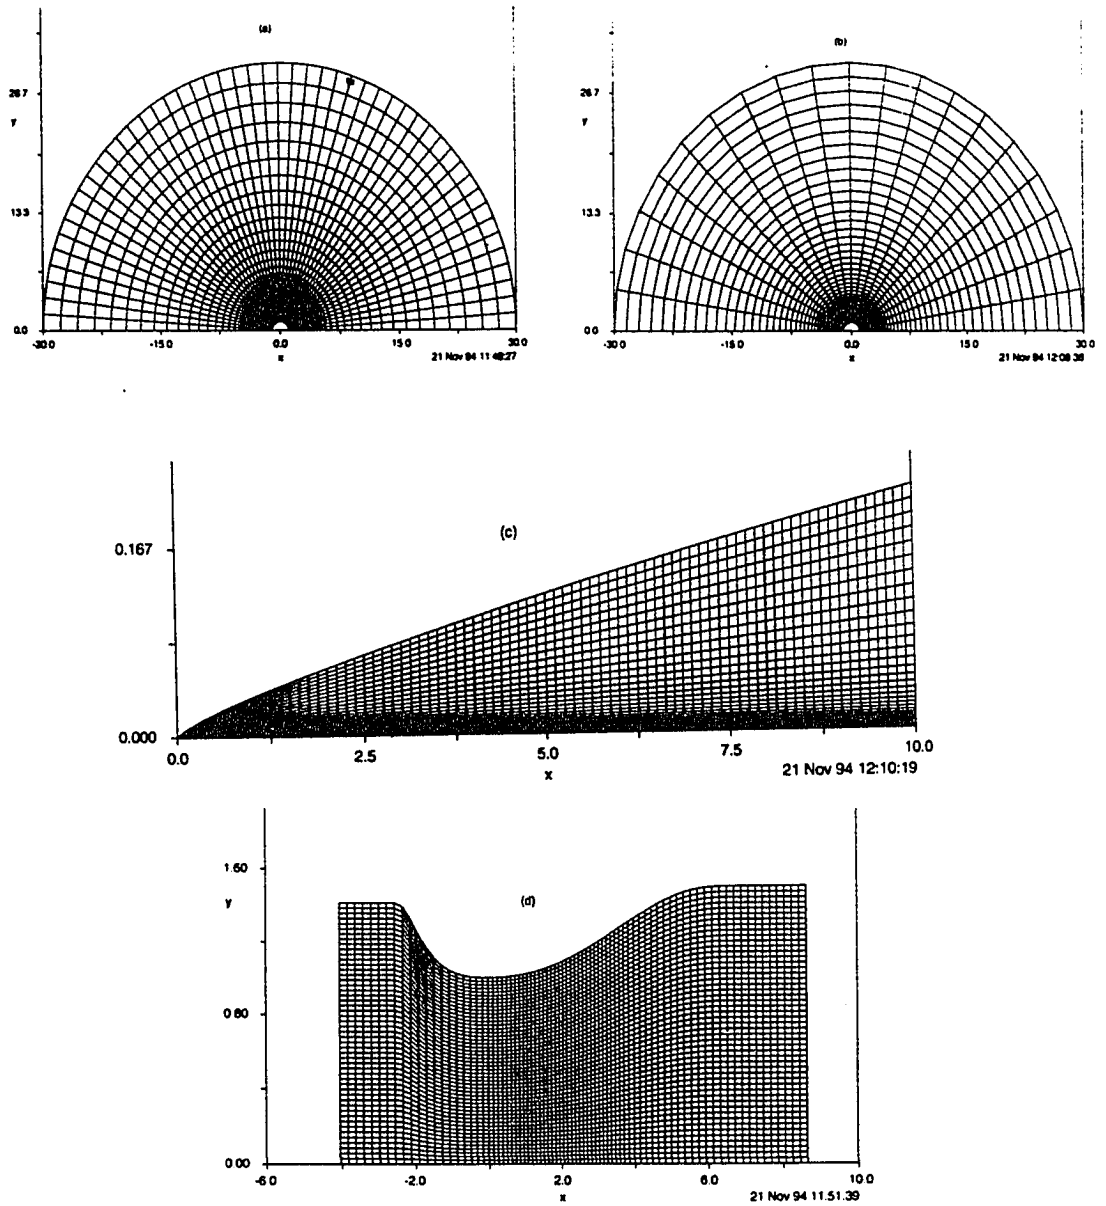 (a)
26.7
y
13.3
0.0
-30.0 -15.0 0.0 15.0 30.0
x
21 Nov 94 11:48:27
(b)
26.7
y
13.3
0.0
-30.0 -15.0 0.0 15.0 30.0
x
21 Nov 94 12:08:36
(c)
0.167
0.000
0.0 2.5 5.0 7.5 10.0
x
21 Nov 94 12:10:19
(d)
1.60
y
0.80
0.00
-6.0 -2.0 2.0 6.0 10.0
x
21 Nov 94 11.51.39